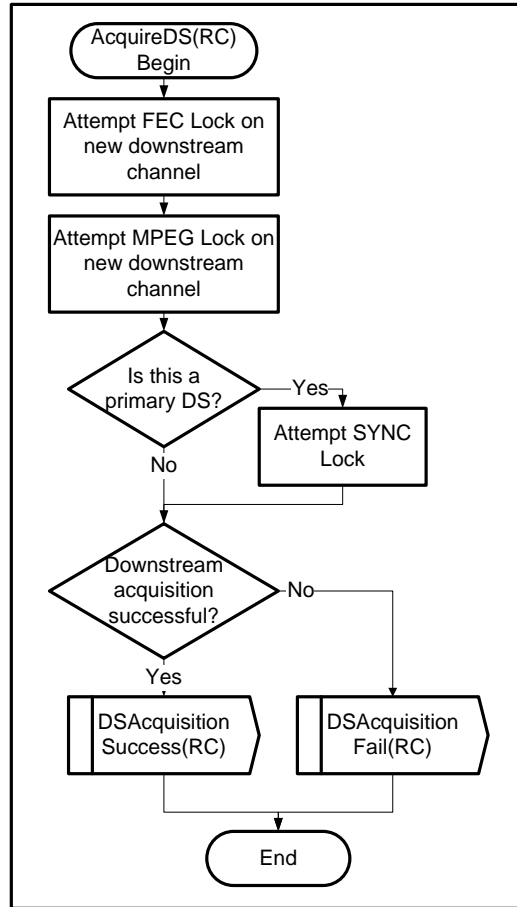 AcquireDS(RC)
Begin
Attempt FEC Lock on
new downstream
channel
Attempt MPEG Lock on
new downstream
channel
Is this a
primary DS?
Yes
Attempt SYNC
Lock
No
Downstream
acquisition
successful?
No
Yes
DSAcquisition
Success(RC)
DSAcquisition
Fail(RC)
End